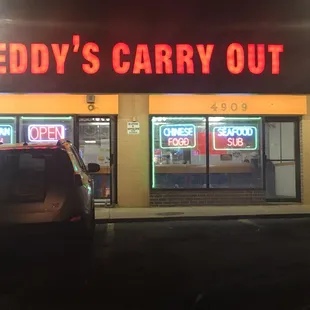 EDDY'S CARRY OUT
4909
OPEN
CHINESE
FOOD
SEAFOOD
SUB